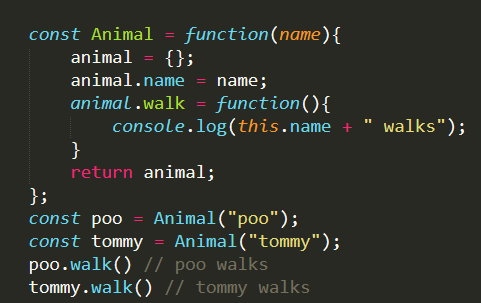 const Animal = function(name){
    animal = {};
    animal.name = name;
    animal.walk = function(){
        console.log(this.name + " walks");
    }
    return animal;
};
const poo = Animal("poo");
const tommy = Animal("tommy");
poo.walk() // poo walks
tommy.walk() // tommy walks